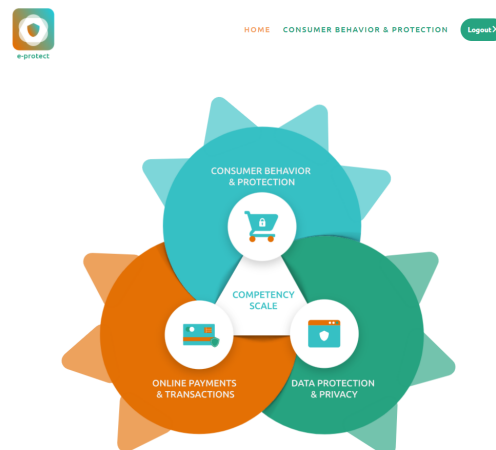 HOME CONSUMER BEHAVIOR & PROTECTION Logout
e-protect
CONSUMER BEHAVIOR
& PROTECTION
COMPETENCY
SCALE
ONLINE PAYMENTS
& TRANSACTIONS
DATA PROTECTION
& PRIVACY